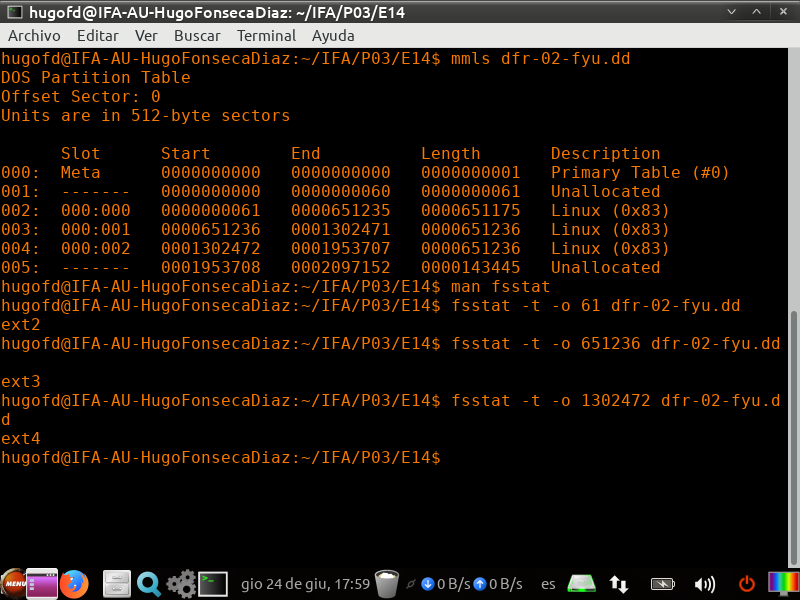 hugofd@IFA-AU-HugoFonsecaDiaz: ~/IFA/P03/E14
Archivo Editar Ver Buscar Terminal Ayuda
hugofd@IFA-AU-HugoFonsecaDiaz:~/IFA/P03/E14$ mmls dfr-02-fyu.dd
DOS Partition Table
Offset Sector: 0
Units are in 512-byte sectors
Slot Start End Length Description
000: Meta 0000000000 0000000000 0000000001 Primary Table (#0)
001: ------- 0000000000 0000000060 0000000061 Unallocated
002: 000:000 0000000061 0000651235 0000651175 Linux (0x83)
003: 000:001 0000651236 0001302471 0000651236 Linux (0x83)
004: 000:002 0001302472 0001953707 0000651236 Linux (0x83)
005: ------- 0001953708 0002097152 0000143445 Unallocated
hugofd@IFA-AU-HugoFonsecaDiaz:~/IFA/P03/E14$ man fsstat
hugofd@IFA-AU-HugoFonsecaDiaz:~/IFA/P03/E14$ fsstat -t -o 61 dfr-02-fyu.dd
ext2
hugofd@IFA-AU-HugoFonsecaDiaz:~/IFA/P03/E14$ fsstat -t -o 651236 dfr-02-fyu.dd
ext3
hugofd@IFA-AU-HugoFonsecaDiaz:~/IFA/P03/E14$ fsstat -t -o 1302472 dfr-02-fyu.d
d
ext4
hugofd@IFA-AU-HugoFonsecaDiaz:~/IFA/P03/E14$
MENU gio 24 de giu, 17:59 0 B/s 0 B/s es